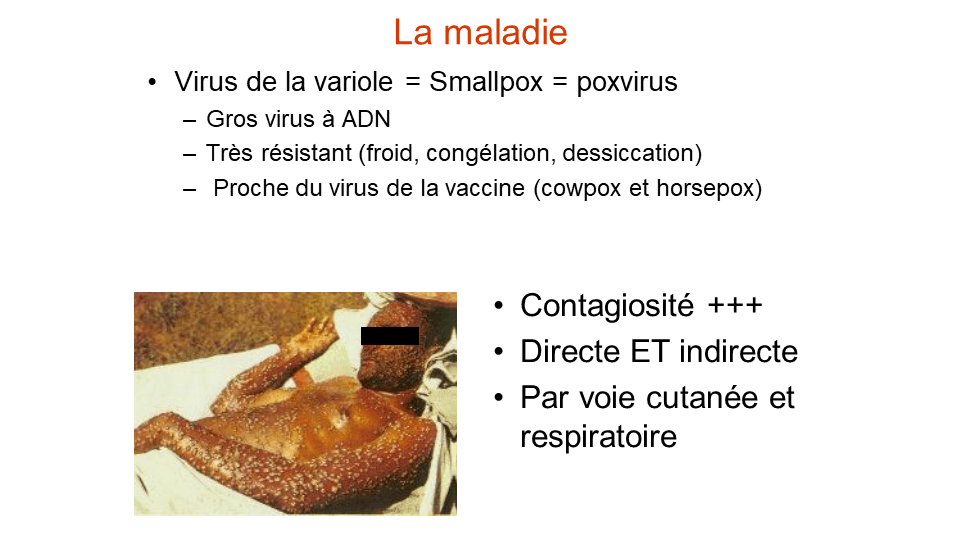 La maladie
• Virus de la variole = Smallpox = poxvirus
– Gros virus à ADN
– Très résistant (froid, congélation, dessiccation)
– Proche du virus de la vaccine (cowpox et horsepox)
• Contagiosité +++
• Directe ET indirecte
• Par voie cutanée et
respiratoire